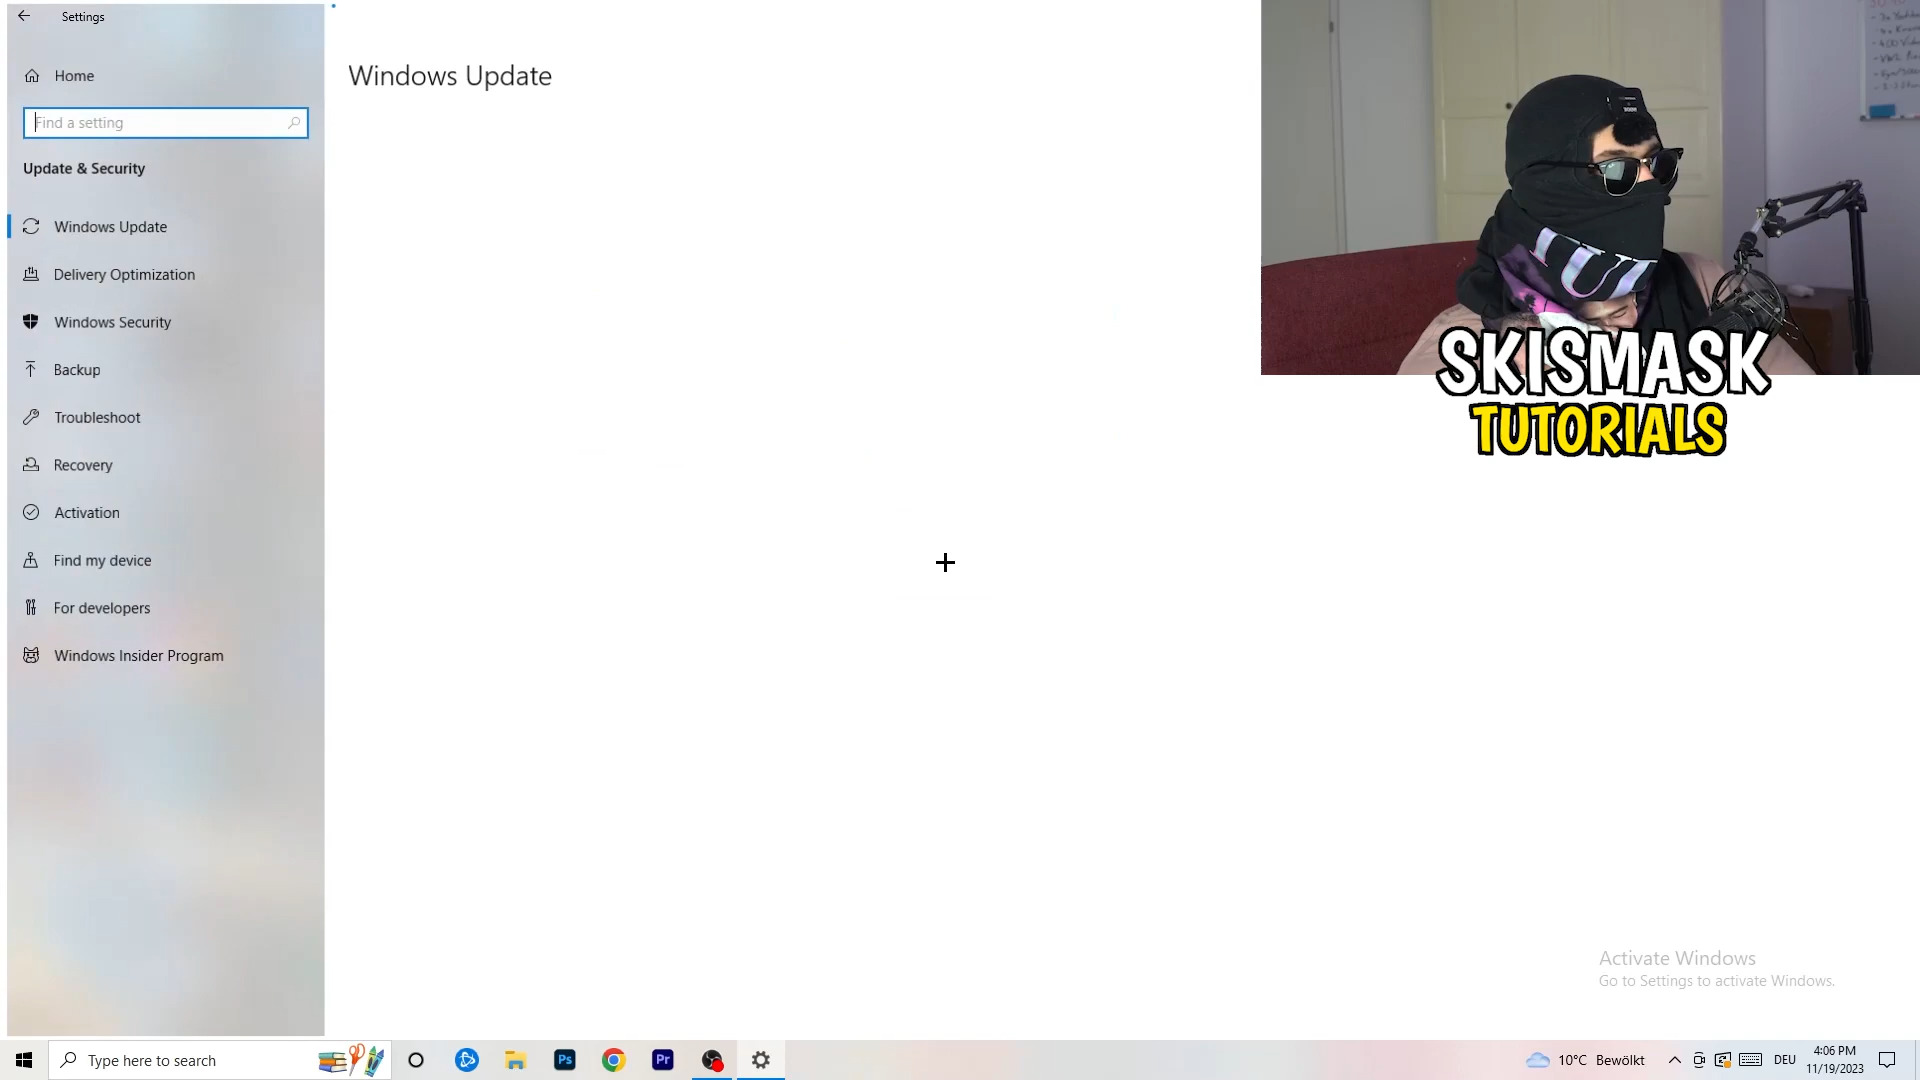 Settings
Home
Find a setting
Update & Security
Windows Update
Delivery Optimization
Windows Security
Backup
Troubleshoot
Recovery
Activation
Find my device
For developers
Windows Insider Program
Windows Update
SKISMASK
TUTORIALS
Activate Windows
Go to Settings to activate Windows.
Type here to search
Ps
Pr
10°C Bewölkt
DEU
4:06 PM
11/19/2023